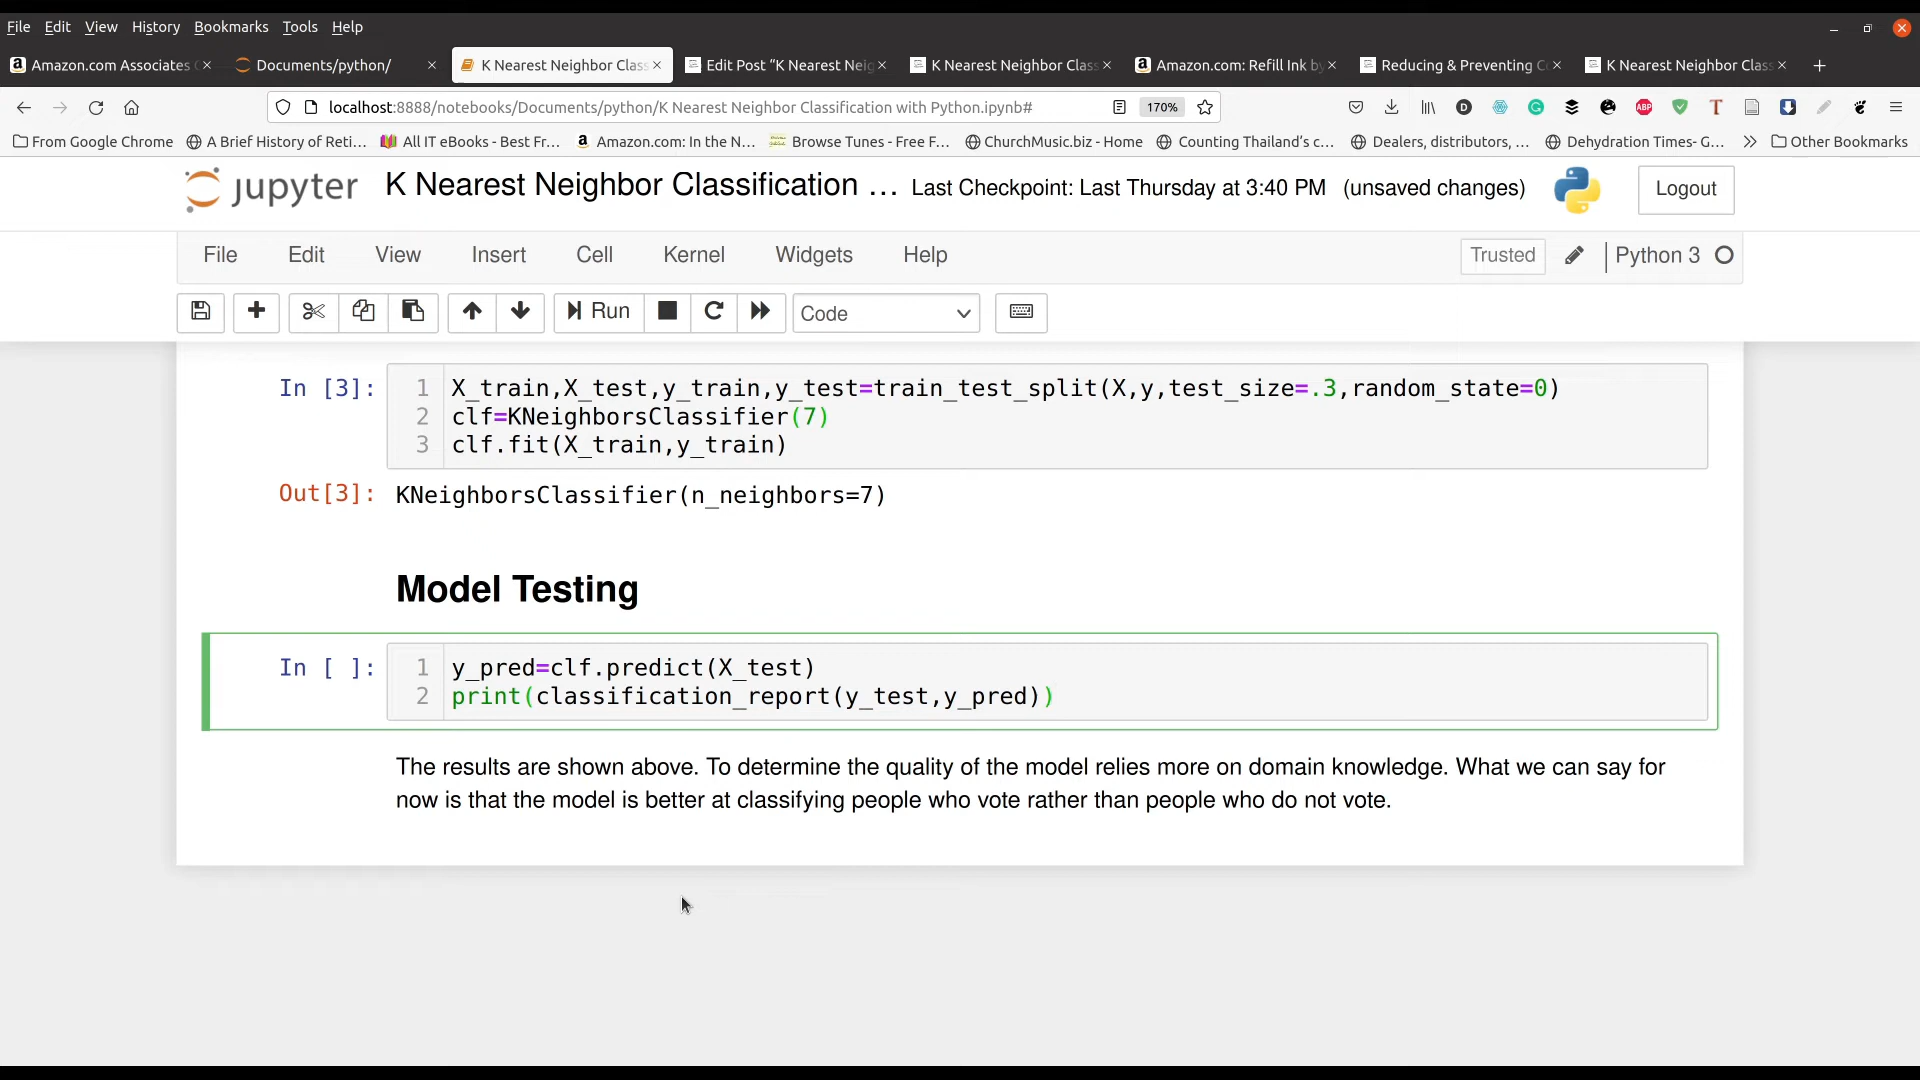 File Edit View History Bookmarks Tools Help
Amazon.com Associates
Documents/python/
K Nearest Neighbor Class
Edit Post “K Nearest Neig
K Nearest Neighbor Class
Amazon.com: Refill Ink by
Reducing & Preventing C
K Nearest Neighbor Class
localhost:8888/notebooks/Documents/python/K Nearest Neighbor Classification with Python.ipynb#
170%
From Google Chrome
A Brief History of Reti...
All IT eBooks - Best Fr...
Amazon.com: In the N...
Browse Tunes - Free F...
ChurchMusic.biz - Home
Counting Thailand’s c...
Dealers, distributors, ...
Dehydration Times- G...
Other Bookmarks
jupyter K Nearest Neighbor Classification ... Last Checkpoint: Last Thursday at 3:40 PM (unsaved changes) Logout
File Edit View Insert Cell Kernel Widgets Help Trusted Python 3
Run Code
In [3]: 1 X_train,X_test,y_train,y_test=train_test_split(X,y,test_size=.3,random_state=0)
2 clf=KNeighborsClassifier(7)
3 clf.fit(X_train,y_train)
Out[3]: KNeighborsClassifier(n_neighbors=7)
Model Testing
In [ ]: 1 y_pred=clf.predict(X_test)
2 print(classification_report(y_test,y_pred))
The results are shown above. To determine the quality of the model relies more on domain knowledge. What we can say for
now is that the model is better at classifying people who vote rather than people who do not vote.